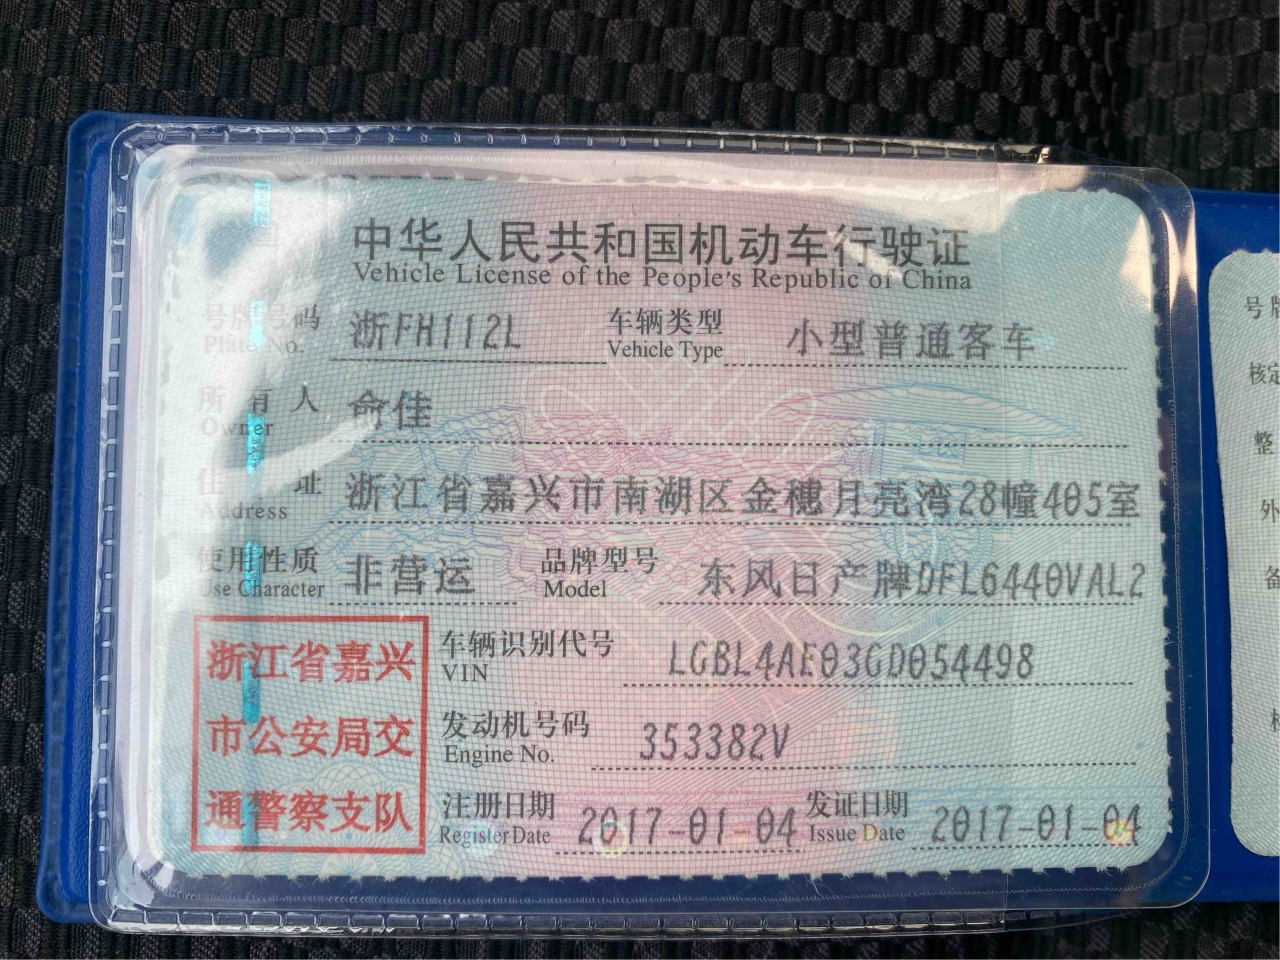 中华人民共和国机动车行驶证
Vehicle License of the People's Republic of China
号牌号码 浙FH112L 车辆类型 小型普通客车
Plate No. Vehicle Type
所有人 俞佳
Owner
住址 浙江省嘉兴市南湖区金穗月亮湾28幢405室
Address
使用性质 非营运 品牌型号 东风日产牌DFL6440VAL2
Use Character Model
浙江省嘉兴
市公安局交
通警察支队
车辆识别代号 LGBL4AE03GD054498
VIN
发动机号码 353382V
Engine No.
注册日期 2017-01-04 发证日期 2017-01-04
Register Date Issue Date
号牌
核定
整
外
备